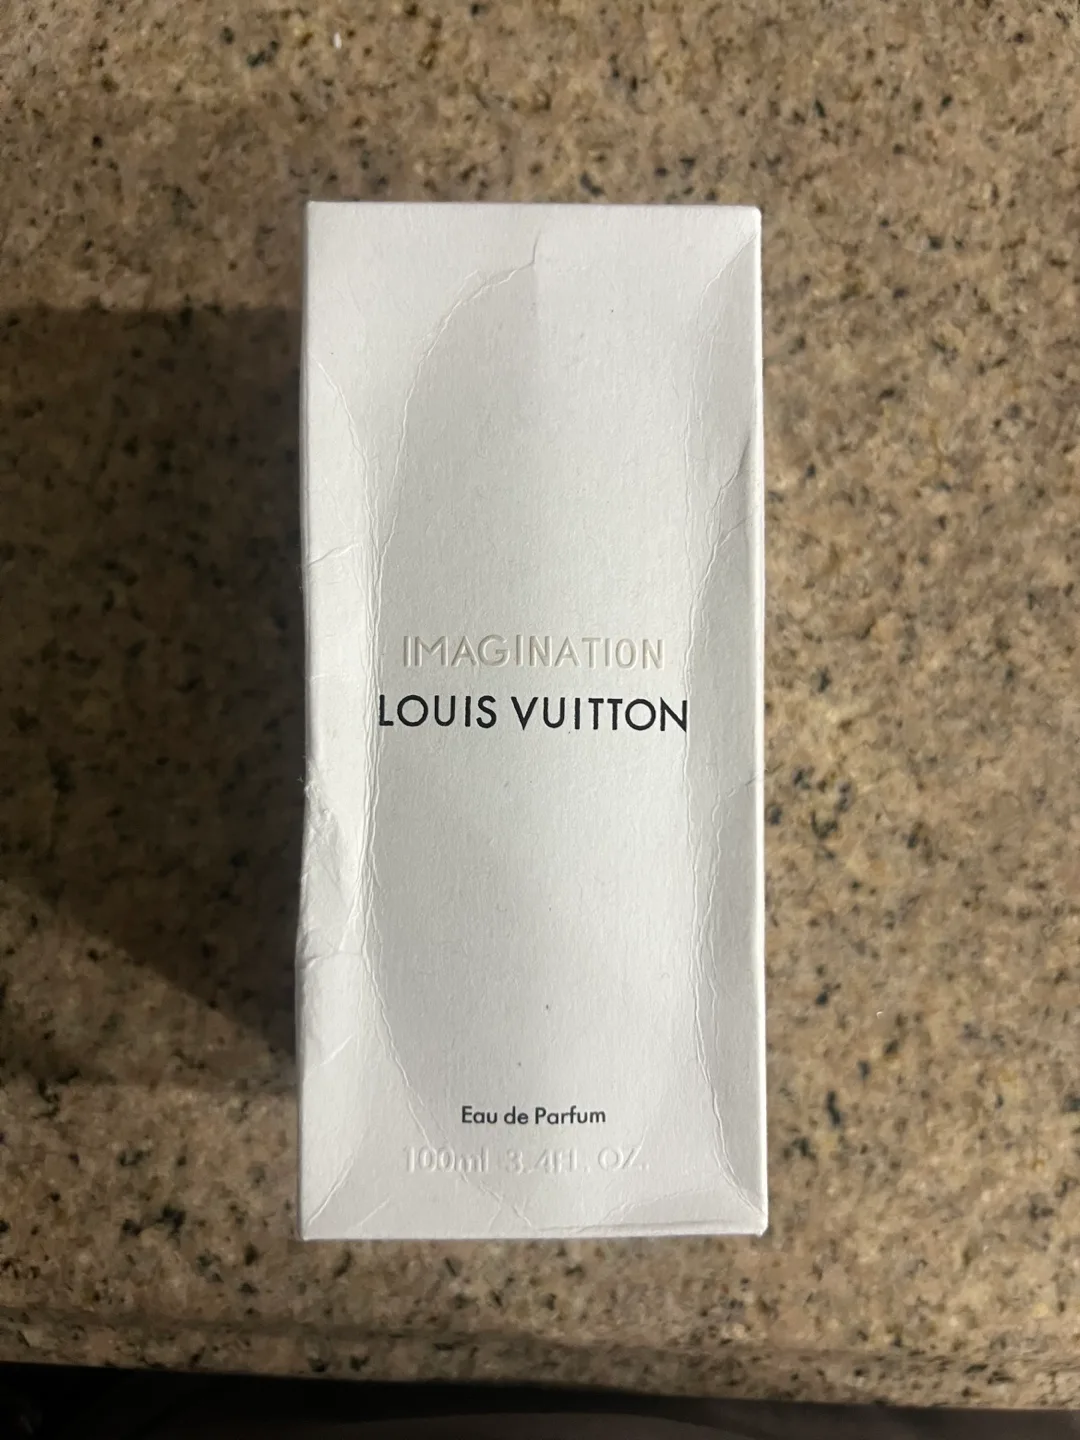 IMAGINATION
LOUIS VUITTON
Eau de Parfum
100ml 3.4FL. OZ.